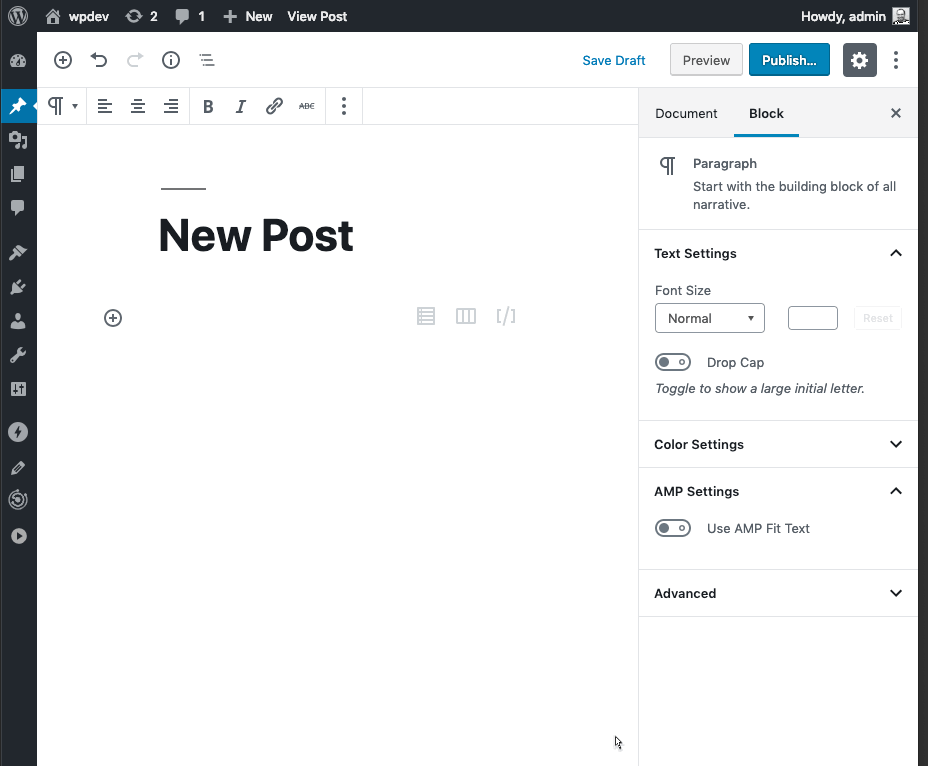 wpdev 2 1 New View Post Howdy, admin
Save Draft Preview Publish...
B I ABC
Document Block
Paragraph
Start with the building block of all
narrative.
New Post
Text Settings
Font Size
Normal Reset
[/]
Drop Cap
Toggle to show a large initial letter.
Color Settings
AMP Settings
Use AMP Fit Text
Advanced